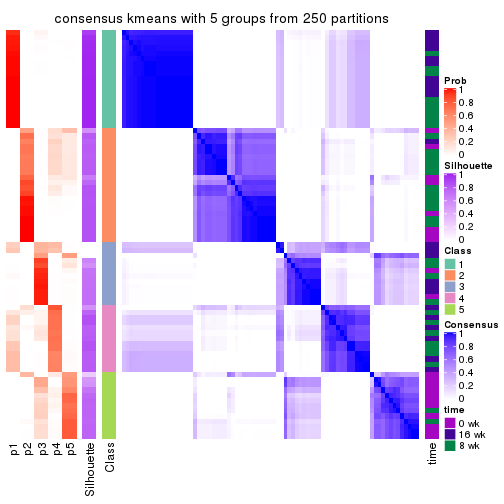 consensus kmeans with 5 groups from 250 partitions
Prob
1
0.8
0.6
0.4
0.2
0
Silhouette
1
0.8
0.6
0.4
0.2
0
Class
1
2
3
4
5
Consensus
1
0.8
0.6
0.4
0.2
0
time
0 wk
16 wk
8 wk
p1
p2
p3
p4
p5
Silhouette
Class
time